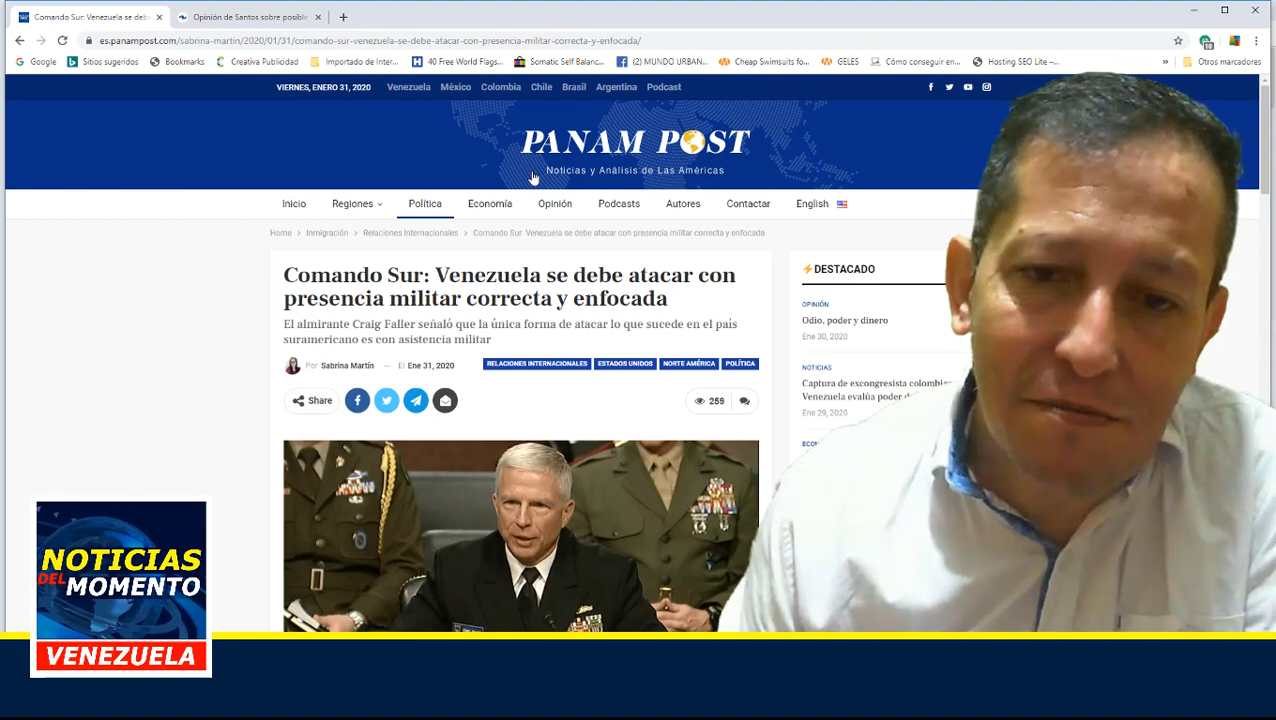 Comando Sur: Venezuela se deb
Opinión de Santos sobre posible
es.panampost.com/sabrina-martin/2020/01/31/comando-sur-venezuela-se-debe-atacar-con-presencia-militar-correcta-y-enfocada/
10
Google Sitios sugeridos Bookmarks Creativa Publicidad Importado de Inter... 40 Free World Flags... Somatic Self Balanc... (2) MUNDO URBAN... Cheap Swimsuits fo... GELES Cómo conseguir en... Hosting SEO Lite –... » Otros marcadores
VIERNES, ENERO 31, 2020 Venezuela México Colombia Chile Brasil Argentina Podcast
PANAM POST
Noticias y Análisis de Las Américas
Inicio Regiones Política Economía Opinión Podcasts Autores Contactar English
Home > Inmigración > Relaciones Internacionales > Comando Sur: Venezuela se debe atacar con presencia militar correcta y enfocada
Comando Sur: Venezuela se debe atacar con
presencia militar correcta y enfocada
El almirante Craig Faller señaló que la única forma de atacar lo que sucede en el país
suramericano es con asistencia militar
Por Sabrina Martín — El Ene 31, 2020
RELACIONES INTERNACIONALES ESTADOS UNIDOS NORTE AMÉRICA POLÍTICA
Share
259
DESTACADO
OPINIÓN
Odio, poder y dinero
Ene 30, 2020
NOTICIAS
Captura de excongresista colombian
Venezuela evalúa poder d
Ene 29, 2020
NOTICIAS
DEL MOMENTO
VENEZUELA